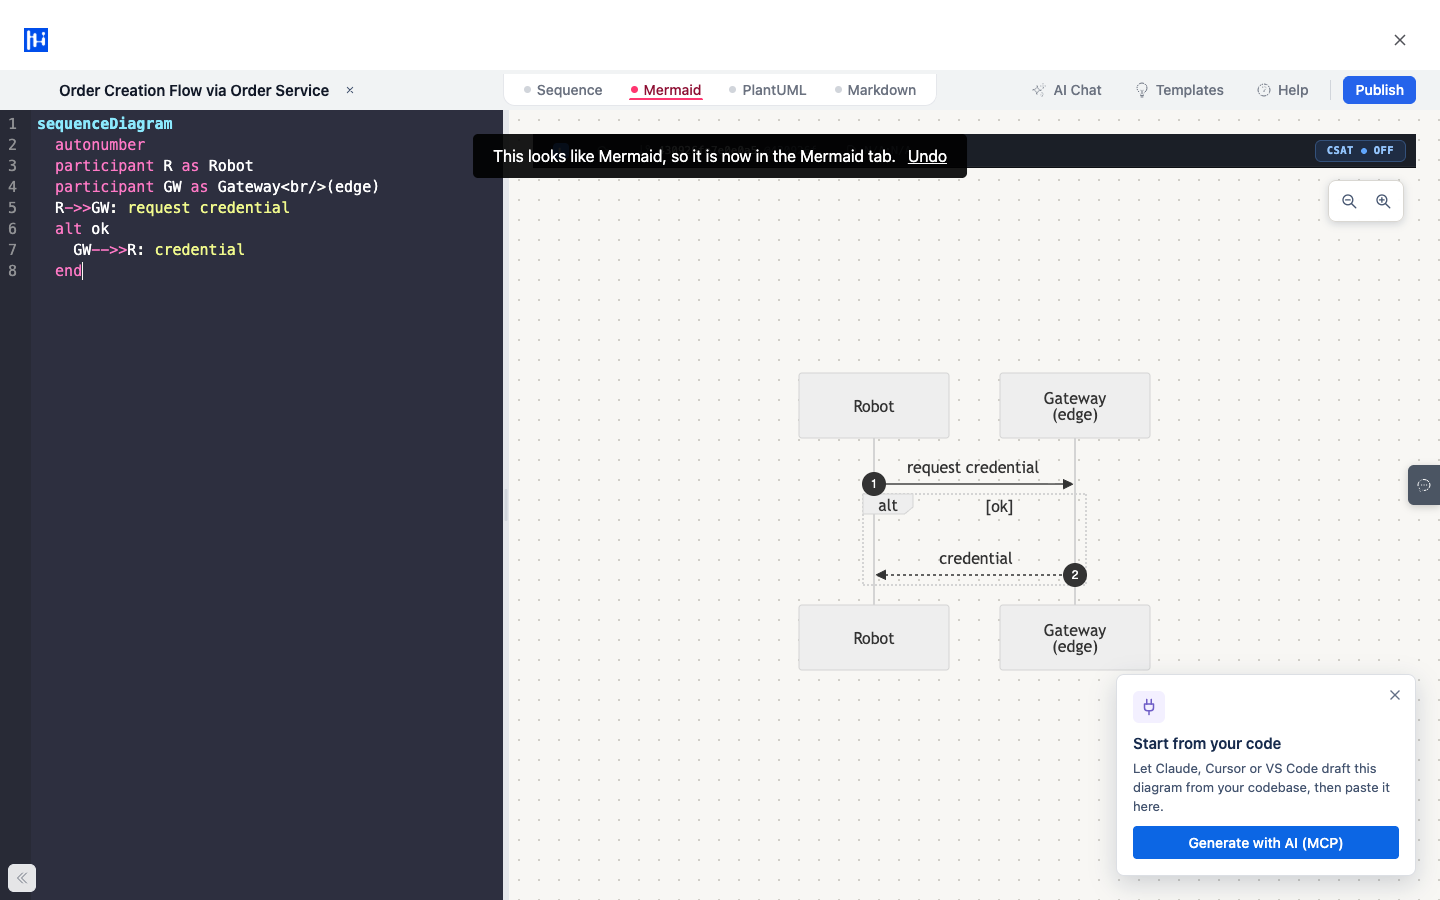 Order Creation Flow via Order Service ×
Sequence
Mermaid
PlantUML
Markdown
AI Chat
Templates
Help
Publish
This looks like Mermaid, so it is now in the Mermaid tab. Undo
CSAT OFF
1 sequenceDiagram
2 autonumber
3 participant R as Robot
4 participant GW as Gateway<br/>(edge)
5 R->>GW: request credential
6 alt ok
7 GW-->>R: credential
8 end
Robot
Gateway
(edge)
request credential
1
alt
[ok]
credential
2
Robot
Gateway
(edge)
Start from your code
Let Claude, Cursor or VS Code draft this
diagram from your codebase, then paste it
here.
Generate with AI (MCP)